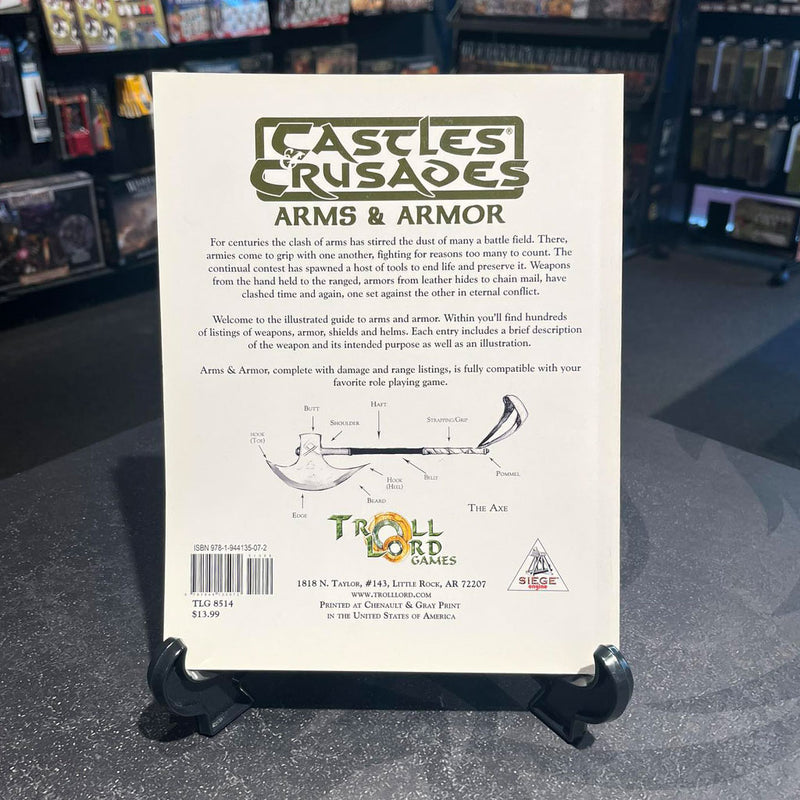 CASTLES®
& CRUSADES
ARMS & ARMOR
For centuries the clash of arms has stirred the dust of many a battle field. There,
armies come to grip with one another, fighting for reasons too many to count. The
continual contest has spawned a host of tools to end life and preserve it. Weapons
from the hand held to the ranged, armors from leather hides to chain mail, have
clashed time and again, one set against the other in eternal conflict.
Welcome to the illustrated guide to arms and armor. Within you'll find hundreds
of listings of weapons, armor, shields and helms. Each entry includes a brief description
of the weapon and its intended purpose as well as an illustration.
Arms & Armor, complete with damage and range listings, is fully compatible with your
favorite role playing game.
HAFT
BUTT
SHOULDER
STRAPPING/GRIP
HOOK
(TOE)
POMMEL
BELLY
HOOK
(HEEL)
BEARD
EDGE
THE AXE
TROLL
LORD
GAMES
ISBN 978-1-944135-07-2
TLG 8514
$13.99
1818 N. TAYLOR, #143, LITTLE ROCK, AR 72207
WWW.TROLLLORD.COM
PRINTED AT CHENAULT & GRAY PRINT
IN THE UNITED STATES OF AMERICA
SIEGE
engine